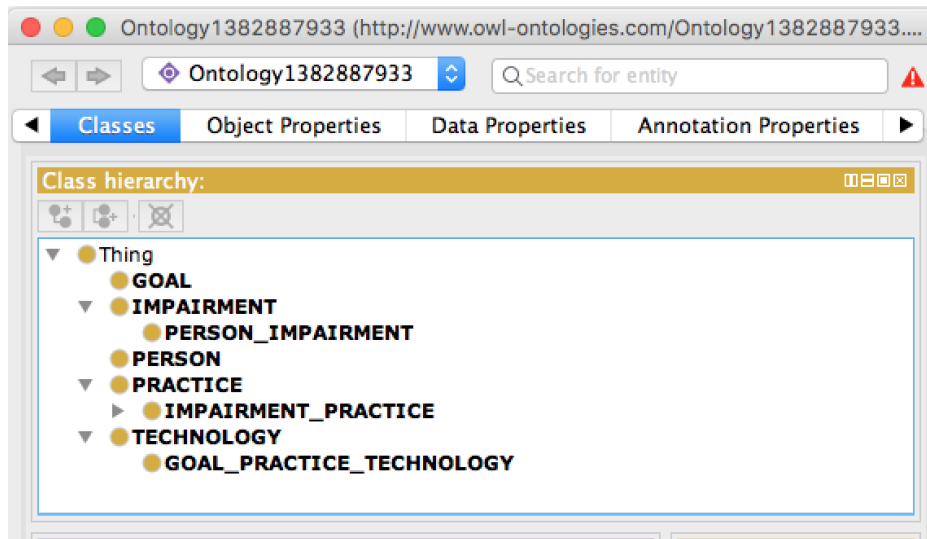 Ontology1382887933 (http://www.owl-ontologies.com/Ontology1382887933....
Ontology1382887933 Search for entity
Classes Object Properties Data Properties Annotation Properties
Class hierarchy:
Thing
GOAL
IMPAIRMENT
PERSON_IMPAIRMENT
PERSON
PRACTICE
IMPAIRMENT_PRACTICE
TECHNOLOGY
GOAL_PRACTICE_TECHNOLOGY